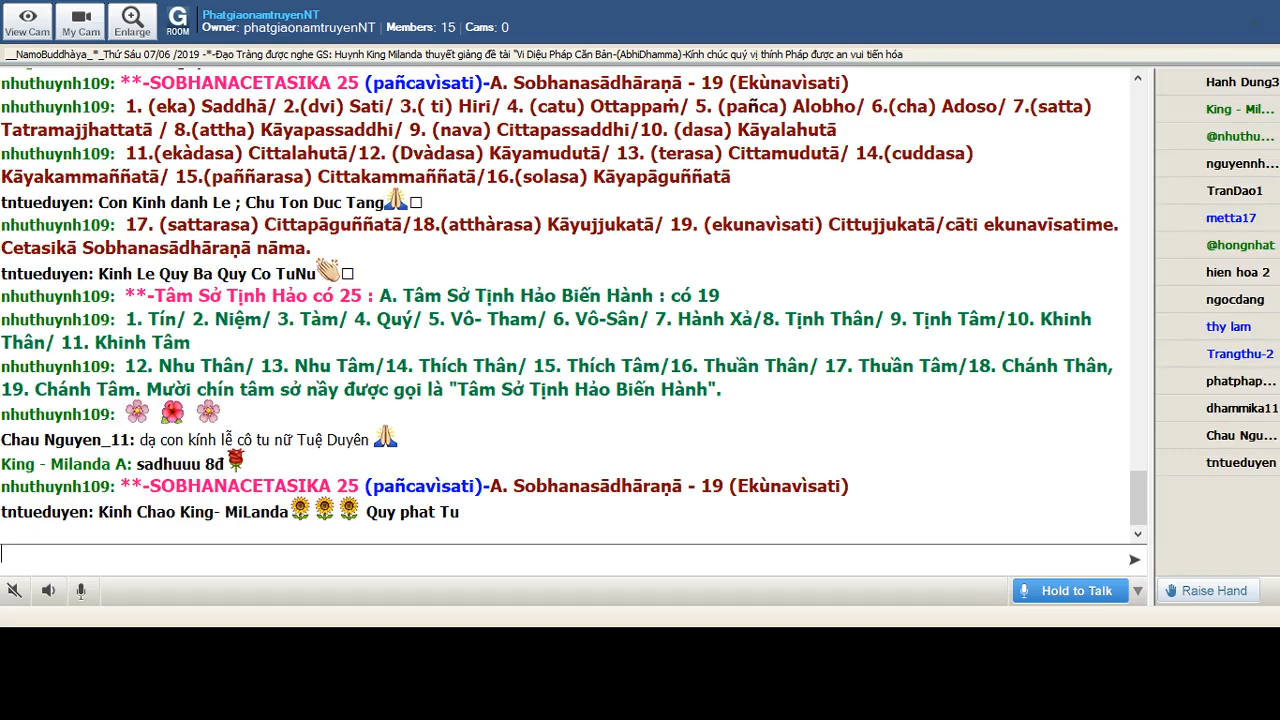 PhatgiaonamtruyenNT
Owner: phatgiaonamtruyenNT | Members: 15 | Cams: 0
View Cam My Cam Enlarge G ROOM
__NamoBuddhàya_*_Thứ Sáu 07/06 /2019 -*-Đạo Tràng được nghe GS: Huynh King Milanda thuyết giảng đề tài "Vi Diệu Pháp Căn Bản-(AbhiDhamma)-Kính chúc quý vị thính Pháp được an vui tiến hóa
nhuthuynh109: **-SOBHANACETASIKA 25 (pañcavìsati)-A. Sobhanasādhāraṇā - 19 (Ekùnavìsati)
nhuthuynh109: 1. (eka) Saddhā/ 2.(dvi) Sati/ 3.( ti) Hiri/ 4. (catu) Ottappaṁ/ 5. (pañca) Alobho/ 6.(cha) Adoso/ 7.(satta)
Tatramajjhattatā / 8.(attha) Kāyapassaddhi/ 9. (nava) Cittapassaddhi/10. (dasa) Kāyalahutā
nhuthuynh109: 11.(ekàdasa) Cittalahutā/12. (Dvàdasa) Kāyamudutā/ 13. (terasa) Cittamudutā/ 14.(cuddasa)
Kāyakammaññatā/ 15.(paññarasa) Cittakammaññatā/16.(solasa) Kāyapāguññatā
tntueduyen: Con Kinh danh Le ; Chu Ton Duc Tang🙏□
nhuthuynh109: 17. (sattarasa) Cittapāguññatā/18.(atthàrasa) Kāyujjukatā/ 19. (ekunavìsati) Cittujjukatā/cāti ekunavìsatime.
Cetasikā Sobhanasādhāraṇā nāma.
tntueduyen: Kinh Le Quy Ba Quy Co TuNu👏□
nhuthuynh109: **-Tâm Sở Tịnh Hảo có 25 : A. Tâm Sở Tịnh Hảo Biến Hành : có 19
nhuthuynh109: 1. Tín/ 2. Niệm/ 3. Tàm/ 4. Quý/ 5. Vô- Tham/ 6. Vô-Sân/ 7. Hành Xả/8. Tịnh Thân/ 9. Tịnh Tâm/10. Khinh
Thân/ 11. Khinh Tâm
nhuthuynh109: 12. Nhu Thân/ 13. Nhu Tâm/14. Thích Thân/ 15. Thích Tâm/16. Thuần Thân/ 17. Thuần Tâm/18. Chánh Thân,
19. Chánh Tâm. Mười chín tâm sở nầy được gọi là "Tâm Sở Tịnh Hảo Biến Hành".
nhuthuynh109: 🌸 🌺 🌸
Chau Nguyen_11: dạ con kính lễ cô tu nữ Tuệ Duyên 🙏
King - Milanda A: sadhuuu 8đ🌹
nhuthuynh109: **-SOBHANACETASIKA 25 (pañcavìsati)-A. Sobhanasādhāraṇā - 19 (Ekùnavìsati)
tntueduyen: Kinh Chao King- MiLanda🌻🌻🌻 Quy phat Tu
Hold to Talk
Hanh Dung3
King - Mil...
@nhuthu...
nguyennh...
TranDao1
metta17
@hongnhat
hien hoa 2
ngocdang
thy lam
Trangthu-2
phatphap...
dhammika11
Chau Ngu...
tntueduyen
Raise Hand